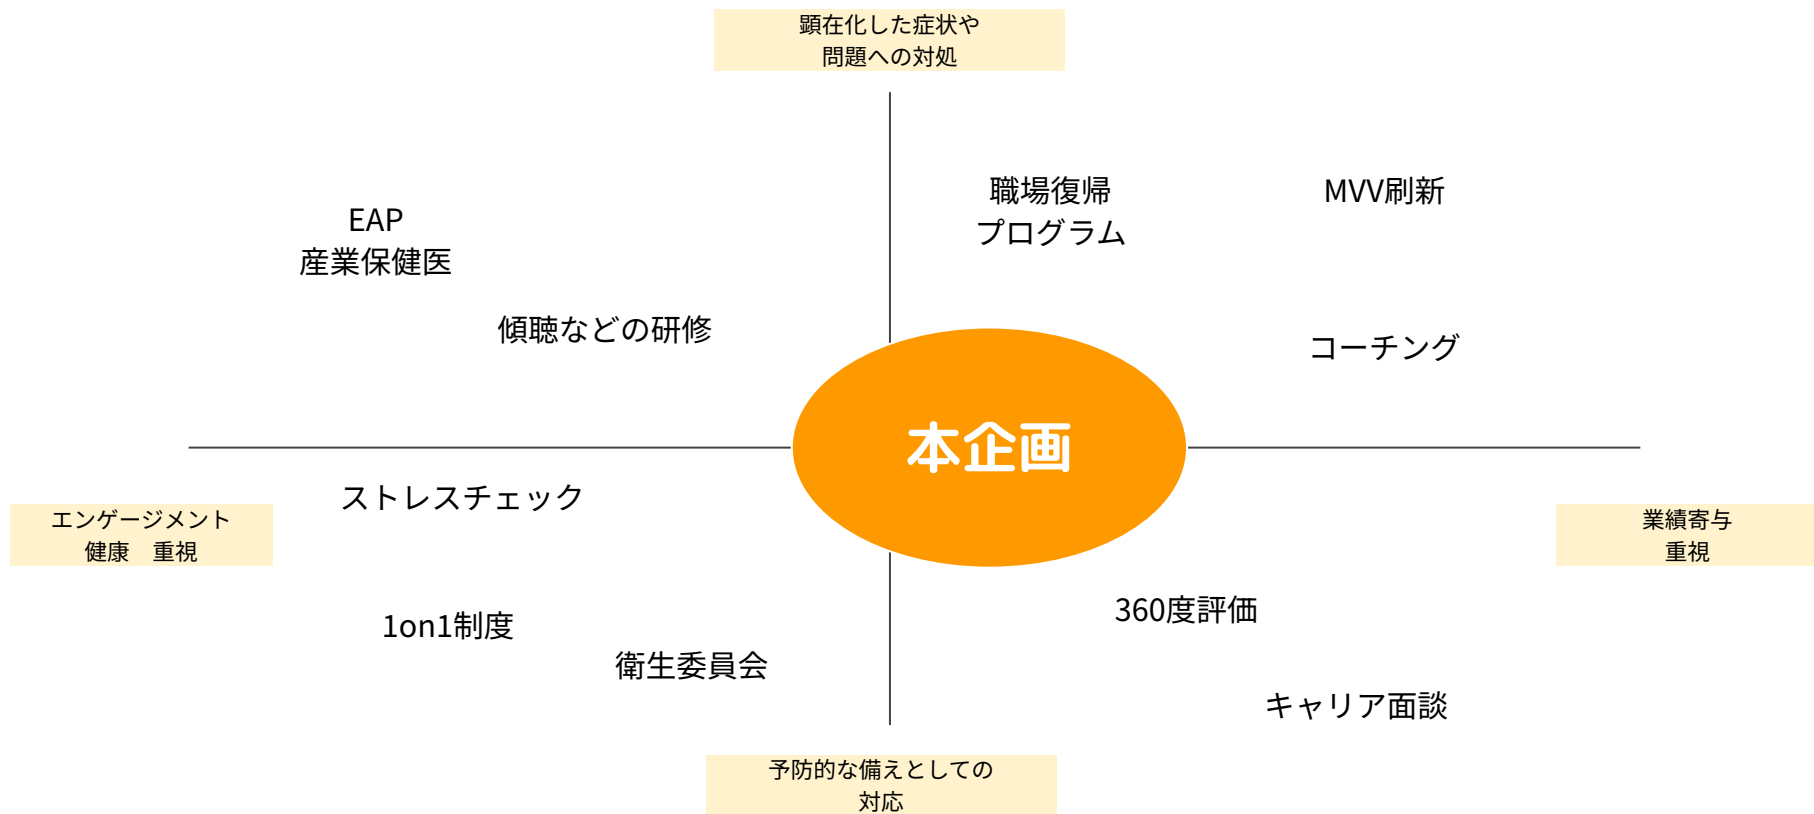 顕在化した症状や
問題への対処
職場復帰
プログラム
MVV刷新
EAP
産業保健医
傾聴などの研修
コーチング
本企画
ストレスチェック
エンゲージメント
健康　重視
業績寄与
重視
1on1制度
360度評価
衛生委員会
キャリア面談
予防的な備えとしての
対応